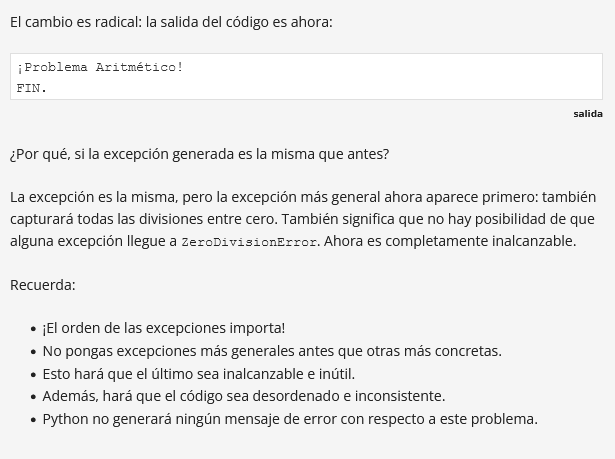 El cambio es radical: la salida del código es ahora:
¡Problema Aritmético!
FIN.
salida
¿Por qué, si la excepción generada es la misma que antes?
La excepción es la misma, pero la excepción más general ahora aparece primero: también
capturará todas las divisiones entre cero. También significa que no hay posibilidad de que
alguna excepción llegue a ZeroDivisionError. Ahora es completamente inalcanzable.
Recuerda:
• ¡El orden de las excepciones importa!
• No pongas excepciones más generales antes que otras más concretas.
• Esto hará que el último sea inalcanzable e inútil.
• Además, hará que el código sea desordenado e inconsistente.
• Python no generará ningún mensaje de error con respecto a este problema.